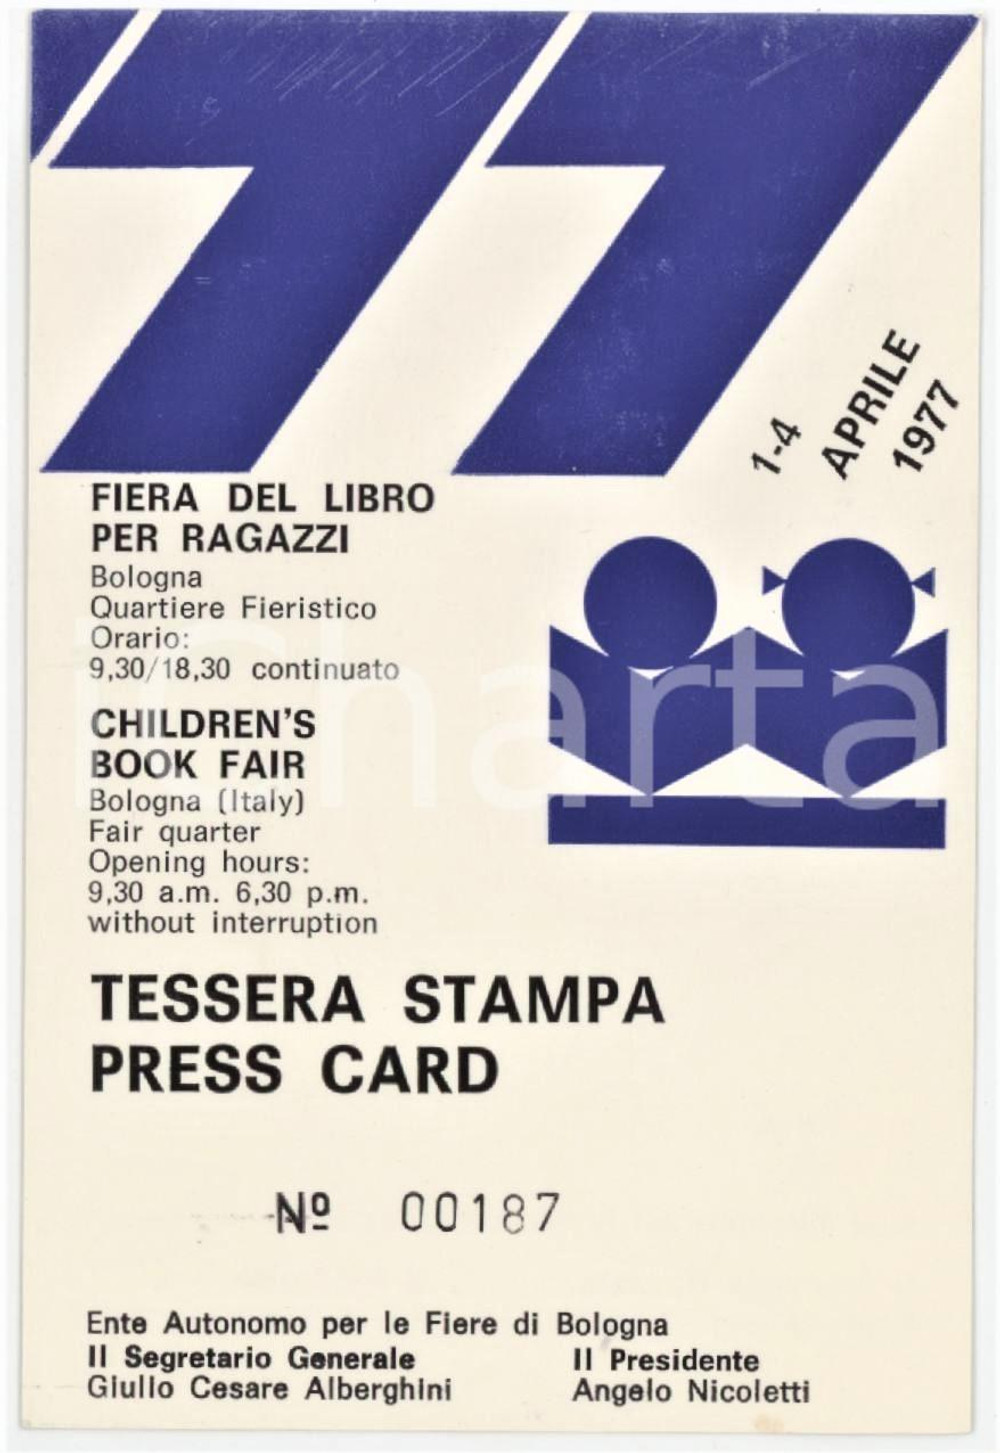 77
1-4
APRILE
1977
FIERA DEL LIBRO
PER RAGAZZI
Bologna
Quartiere Fieristico
Orario:
9,30/18,30 continuato
CHILDREN'S
BOOK FAIR
Bologna (Italy)
Fair quarter
Opening hours:
9,30 a.m. 6,30 p.m.
without interruption
iCharta
TESSERA STAMPA
PRESS CARD
Nº 00187
Ente Autonomo per le Fiere di Bologna
Il Segretario Generale Il Presidente
Giulio Cesare Alberghini Angelo Nicoletti